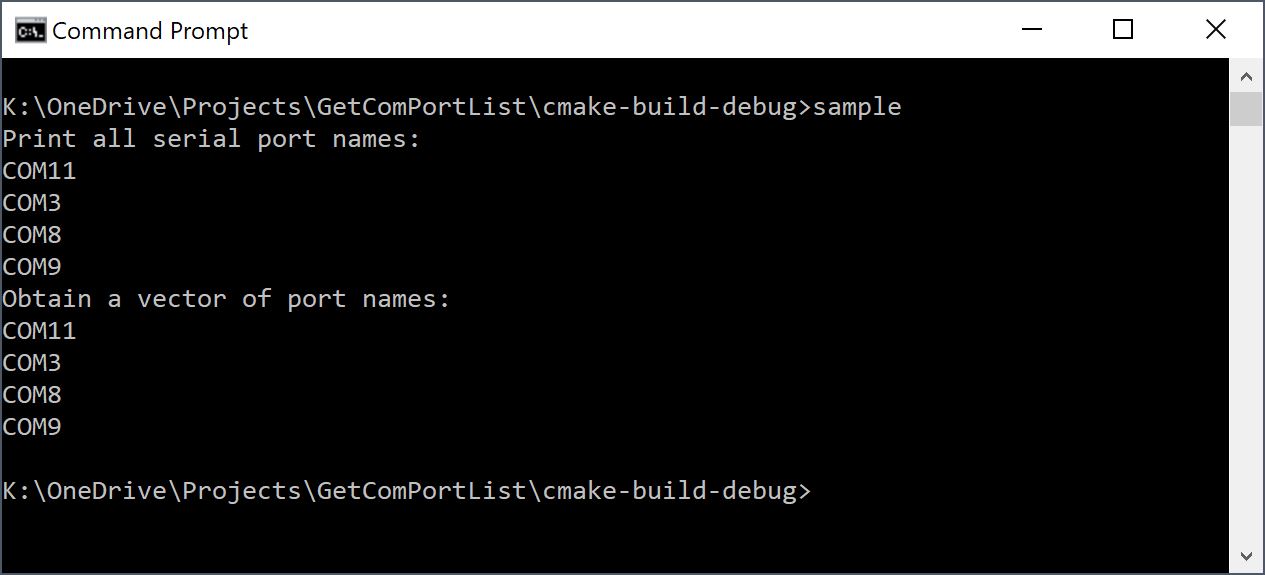 C:\.
Command Prompt
K:\OneDrive\Projects\GetComPortList\cmake-build-debug>sample
Print all serial port names:
COM11
COM3
COM8
COM9
Obtain a vector of port names:
COM11
COM3
COM8
COM9
K:\OneDrive\Projects\GetComPortList\cmake-build-debug>